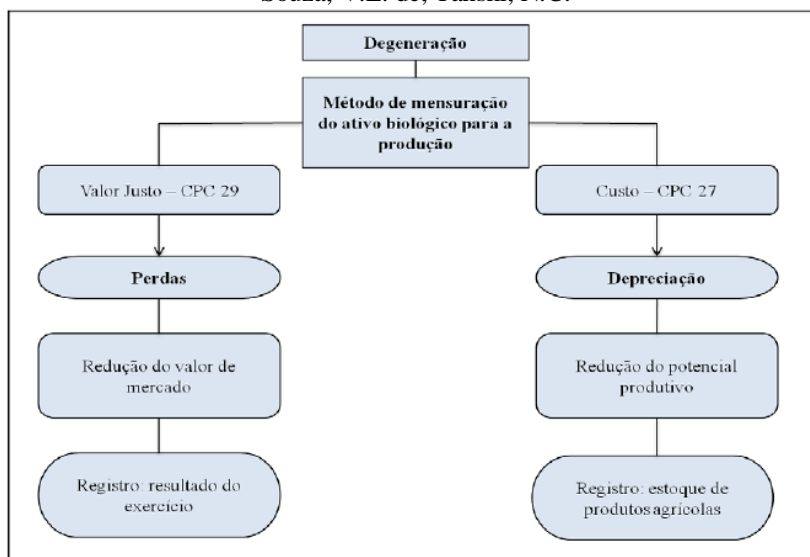 Degeneração
Método de mensuração
do ativo biológico para a
produção
Valor Justo – CPC 29
Custo – CPC 27
Perdas
Depreciação
Redução do valor de
mercado
Redução do potencial
produtivo
Registro: resultado do
exercício
Registro: estoque de
produtos agrícolas